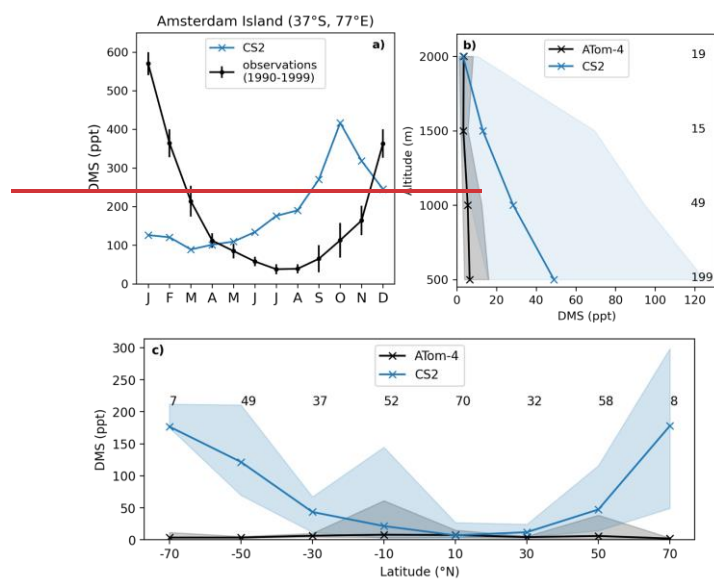 Amsterdam Island (37°S, 77°E)
a)
CS2
observations
(1990-1999)
DMS (ppt)
600
500
400
300
200
100
0
J F M A M J J A S O N D
b)
ATom-4
CS2
Altitude (m)
2000
1500
1000
500
19
15
49
199
0 20 40 60 80 100 120
DMS (ppt)
c)
ATom-4
CS2
DMS (ppt)
300
250
200
150
100
50
0
7 49 37 52 70 32 58 8
-70 -50 -30 -10 10 30 50 70
Latitude (°N)